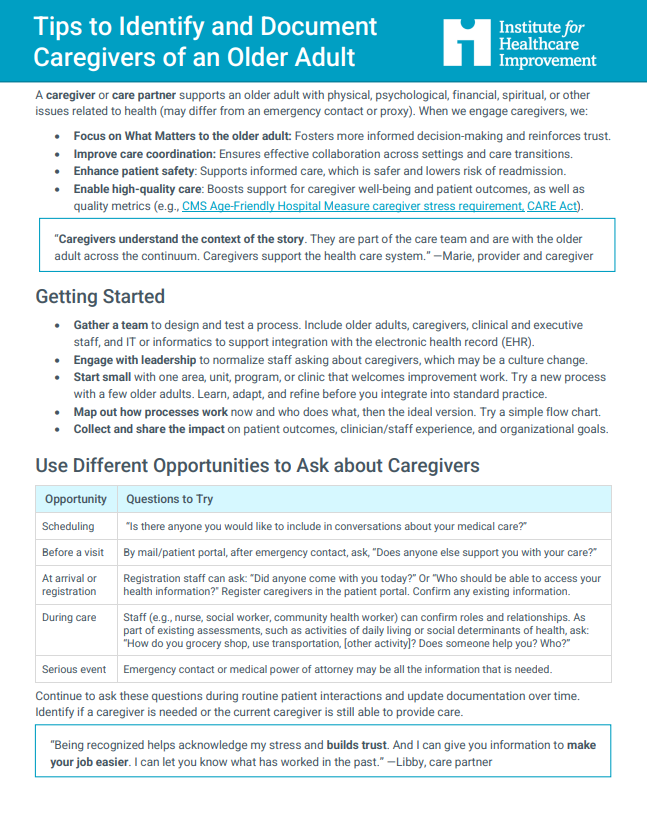 Tips to Identify and Document
Caregivers of an Older Adult
Institute for
Healthcare
Improvement
A caregiver or care partner supports an older adult with physical, psychological, financial, spiritual, or other
issues related to health (may differ from an emergency contact or proxy). When we engage caregivers, we:
• Focus on What Matters to the older adult: Fosters more informed decision-making and reinforces trust.
• Improve care coordination: Ensures effective collaboration across settings and care transitions.
• Enhance patient safety: Supports informed care, which is safer and lowers risk of readmission.
• Enable high-quality care: Boosts support for caregiver well-being and patient outcomes, as well as
quality metrics (e.g., CMS Age-Friendly Hospital Measure caregiver stress requirement, CARE Act).
“Caregivers understand the context of the story. They are part of the care team and are with the older
adult across the continuum. Caregivers support the health care system.” —Marie, provider and caregiver
Getting Started
• Gather a team to design and test a process. Include older adults, caregivers, clinical and executive
staff, and IT or informatics to support integration with the electronic health record (EHR).
• Engage with leadership to normalize staff asking about caregivers, which may be a culture change.
• Start small with one area, unit, program, or clinic that welcomes improvement work. Try a new process
with a few older adults. Learn, adapt, and refine before you integrate into standard practice.
• Map out how processes work now and who does what, then the ideal version. Try a simple flow chart.
• Collect and share the impact on patient outcomes, clinician/staff experience, and organizational goals.
Use Different Opportunities to Ask about Caregivers
Opportunity Questions to Try
Scheduling “Is there anyone you would like to include in conversations about your medical care?”
Before a visit By mail/patient portal, after emergency contact, ask, “Does anyone else support you with your care?”
At arrival or Registration staff can ask: “Did anyone come with you today?” Or “Who should be able to access your
registration health information?” Register caregivers in the patient portal. Confirm any existing information.
During care Staff (e.g., nurse, social worker, community health worker) can confirm roles and relationships. As
part of existing assessments, such as activities of daily living or social determinants of health, ask:
“How do you grocery shop, use transportation, [other activity]? Does someone help you? Who?”
Serious event Emergency contact or medical power of attorney may be all the information that is needed.
Continue to ask these questions during routine patient interactions and update documentation over time.
Identify if a caregiver is needed or the current caregiver is still able to provide care.
“Being recognized helps acknowledge my stress and builds trust. And I can give you information to make
your job easier. I can let you know what has worked in the past.” —Libby, care partner